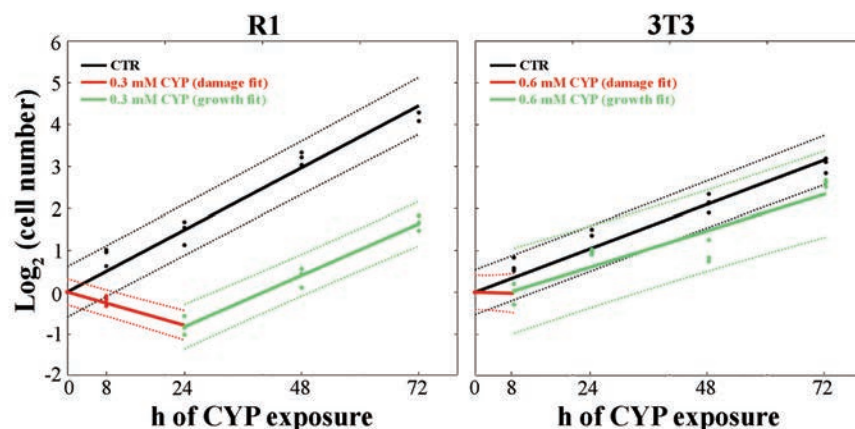 R1
3T3
Log2 (cell number)
6
5
4
3
2
1
0
-1
-2
CTR
0.3 mM CYP (damage fit)
0.3 mM CYP (growth fit)
0 8 24 48 72
h of CYP exposure
CTR
0.6 mM CYP (damage fit)
0.6 mM CYP (growth fit)
0 8 24 48 72
h of CYP exposure